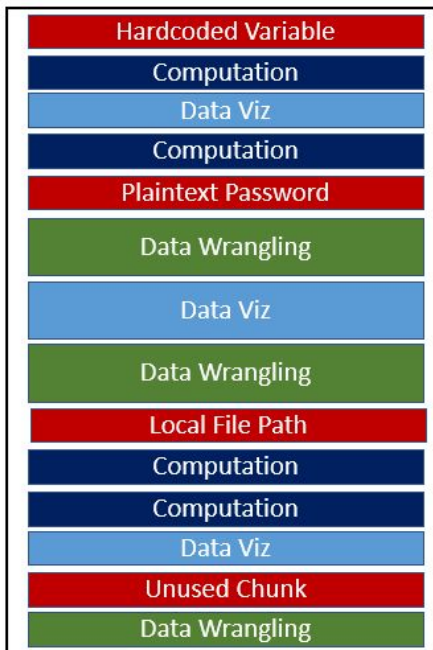 Hardcoded Variable
Computation
Data Viz
Computation
Plaintext Password
Data Wrangling
Data Viz
Data Wrangling
Local File Path
Computation
Computation
Data Viz
Unused Chunk
Data Wrangling